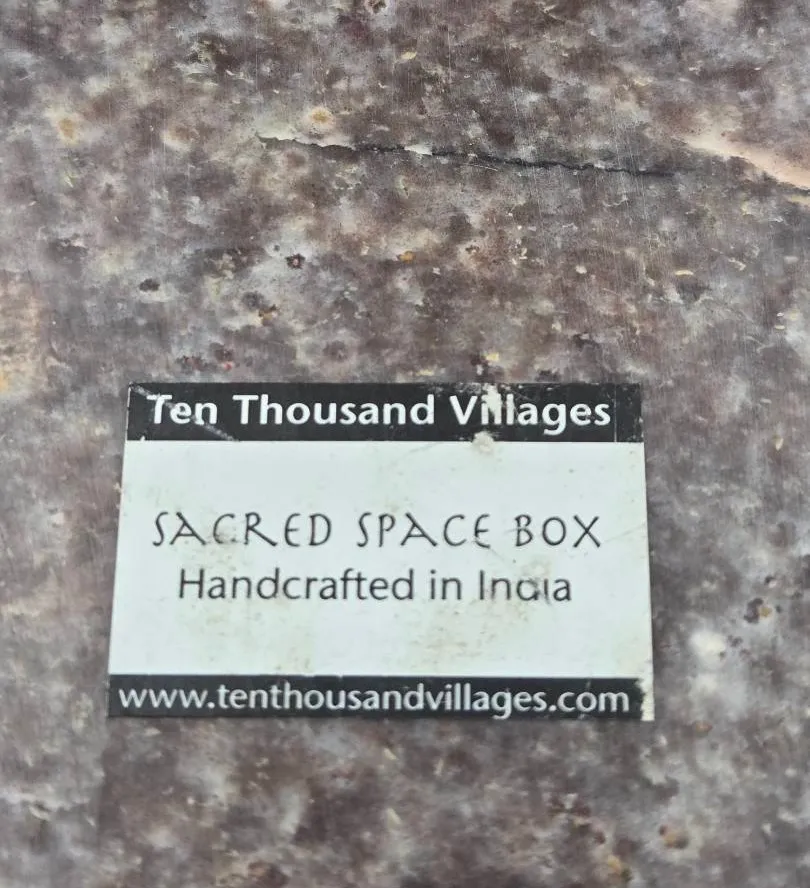 Ten Thousand Villages
SACRED SPACE BOX
Handcrafted in India
www.tenthousandvillages.com